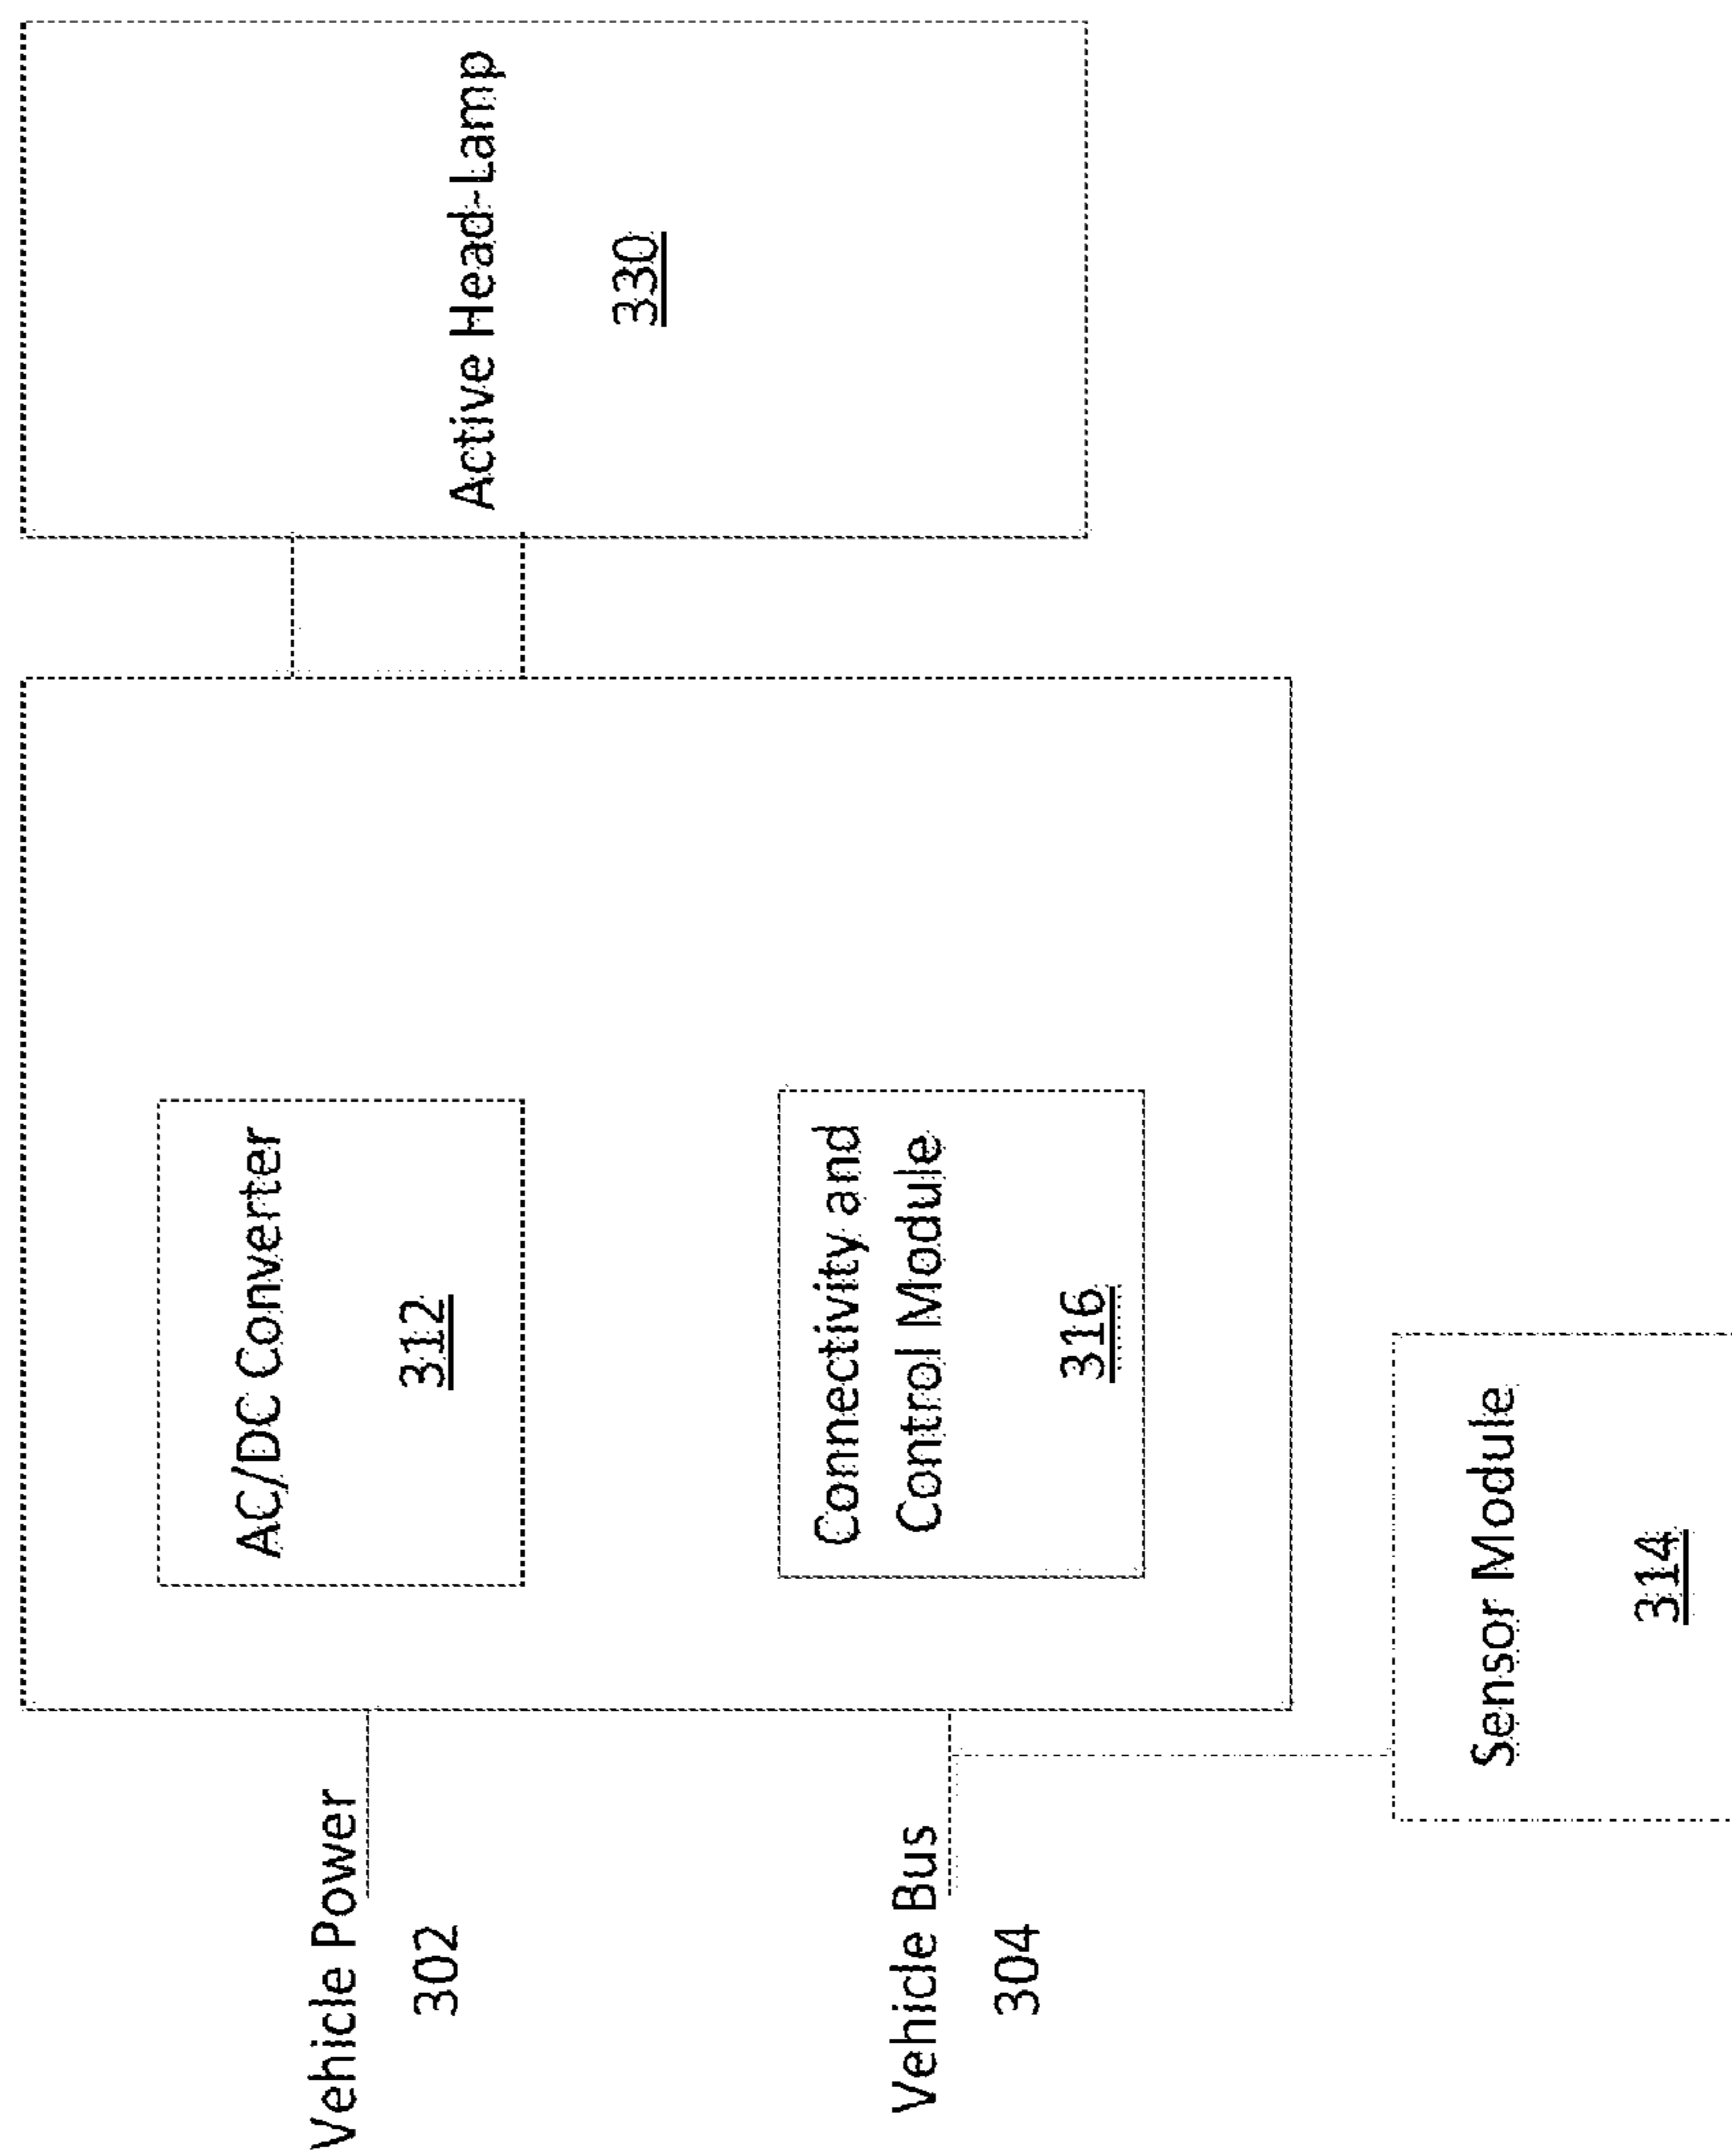 Vehicle Power
302
AC/DC Converter
312
Active Head-Lamp
330
Vehicle Bus
304
Connectivity and
Control Module
316
Sensor Module
314